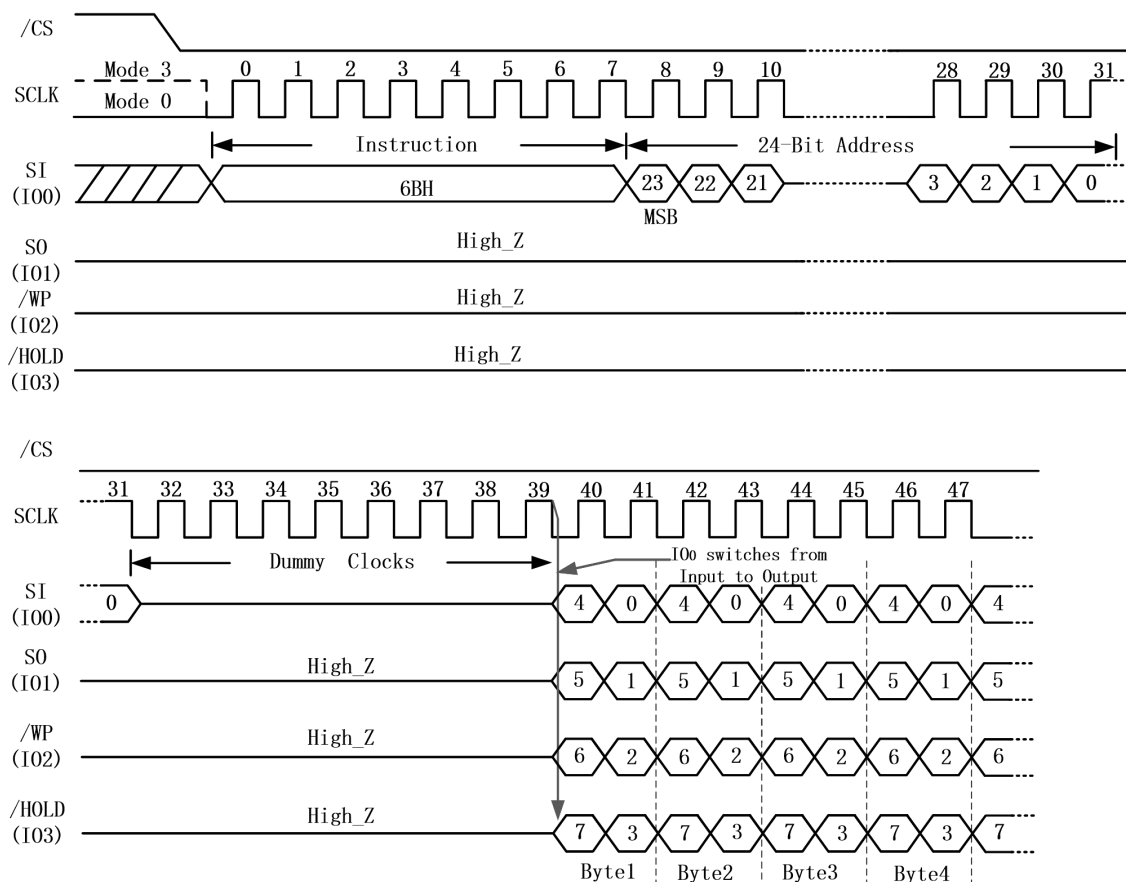 /CS
Mode 3 0 1 2 3 4 5 6 7 8 9 10 28 29 30 31
SCLK
Mode 0
Instruction 24-Bit Address
SI
(IO0)
6BH 23 22 21 3 2 1 0
MSB
SO
(IO1)
High_Z
/WP
(IO2)
High_Z
/HOLD
(IO3)
High_Z
/CS
31 32 33 34 35 36 37 38 39 40 41 42 43 44 45 46 47
SCLK
Dummy Clocks
IO0 switches from
Input to Output
SI
(IO0)
0 4 0 4 0 4 0 4 0 4
SO
(IO1)
High_Z 5 1 5 1 5 1 5 1 5
/WP
(IO2)
High_Z 6 2 6 2 6 2 6 2 6
/HOLD
(IO3)
High_Z 7 3 7 3 7 3 7 3 7
Byte1 Byte2 Byte3 Byte4